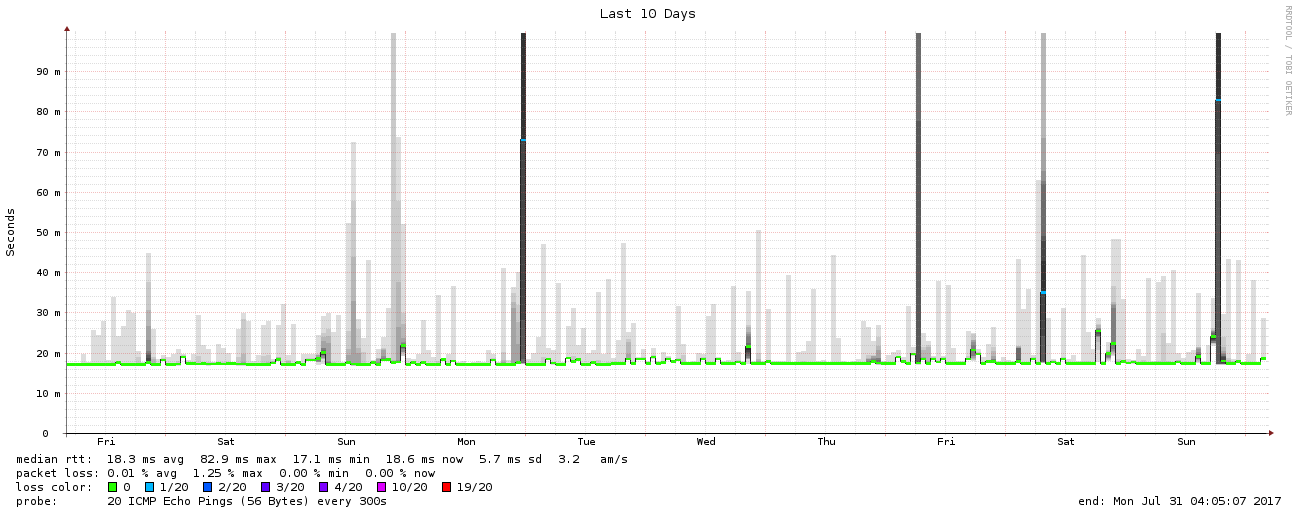 Last 10 Days
RRDTOOL / TOBI OETIKER
Seconds
90 m
80 m
70 m
60 m
50 m
40 m
30 m
20 m
10 m
0
Fri Sat Sun Mon Tue Wed Thu Fri Sat Sun
median rtt: 18.3 ms avg 82.9 ms max 17.1 ms min 18.6 ms now 5.7 ms sd 3.2 am/s
packet loss: 0.01 % avg 1.25 % max 0.00 % min 0.00 % now
loss color: 0 1/20 2/20 3/20 4/20 10/20 19/20
probe: 20 ICMP Echo Pings (56 Bytes) every 300s end: Mon Jul 31 04:05:07 2017